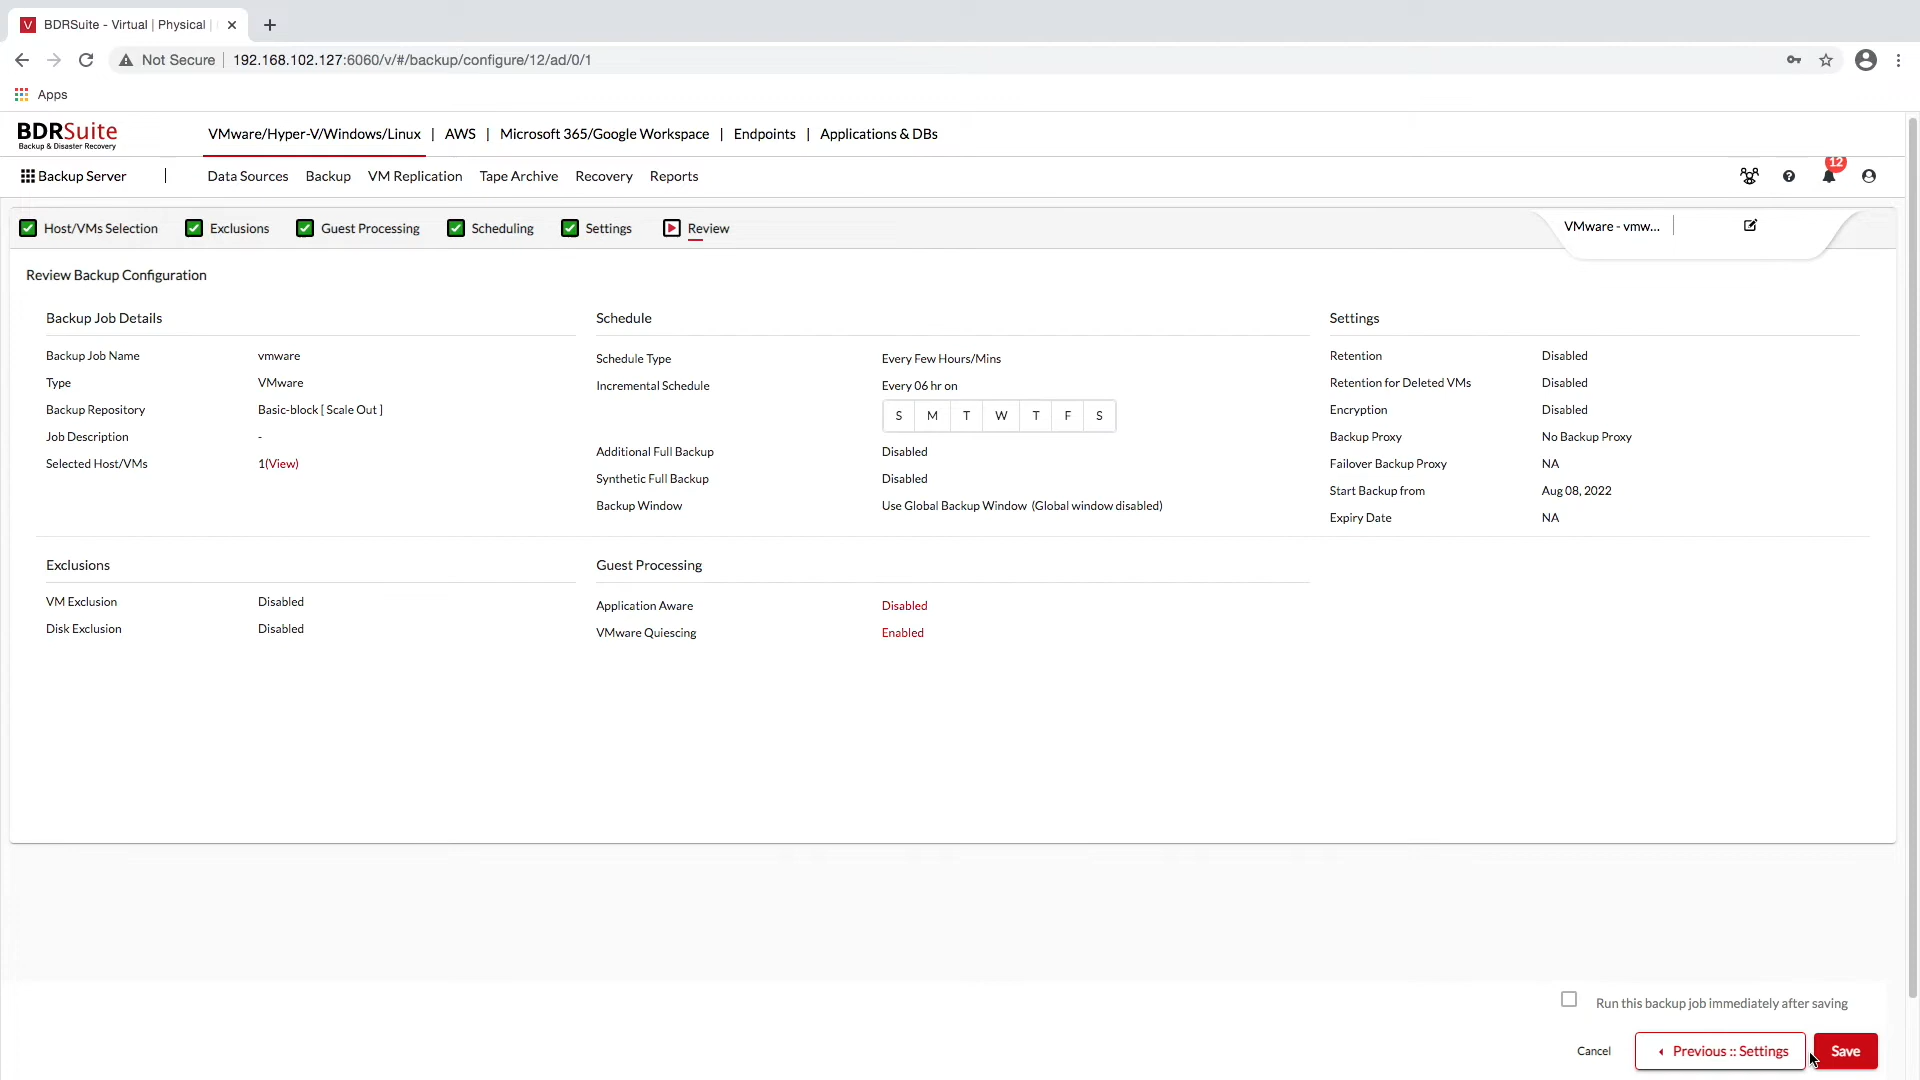 BDRSuite - Virtual | Physical |
Not Secure 192.168.102.127:6060/v/#/backup/configure/12/ad/0/1
Apps
BDRSuite
Backup & Disaster Recovery
VMware/Hyper-V/Windows/Linux | AWS | Microsoft 365/Google Workspace | Endpoints | Applications & DBs
Backup Server | Data Sources Backup VM Replication Tape Archive Recovery Reports 12
Host/VMs Selection Exclusions Guest Processing Scheduling Settings Review VMware - vmw...
Review Backup Configuration
Backup Job Details Schedule Settings
Backup Job Name vmware
Type VMware
Backup Repository Basic-block [ Scale Out ]
Job Description -
Selected Host/VMs 1(View)
Schedule Type Every Few Hours/Mins
Incremental Schedule Every 06 hr on
S M T W T F S
Additional Full Backup Disabled
Synthetic Full Backup Disabled
Backup Window Use Global Backup Window (Global window disabled)
Retention Disabled
Retention for Deleted VMs Disabled
Encryption Disabled
Backup Proxy No Backup Proxy
Failover Backup Proxy NA
Start Backup from Aug 08, 2022
Expiry Date NA
Exclusions
VM Exclusion Disabled
Disk Exclusion Disabled
Guest Processing
Application Aware Disabled
VMware Quiescing Enabled
Run this backup job immediately after saving
Cancel Previous :: Settings Save